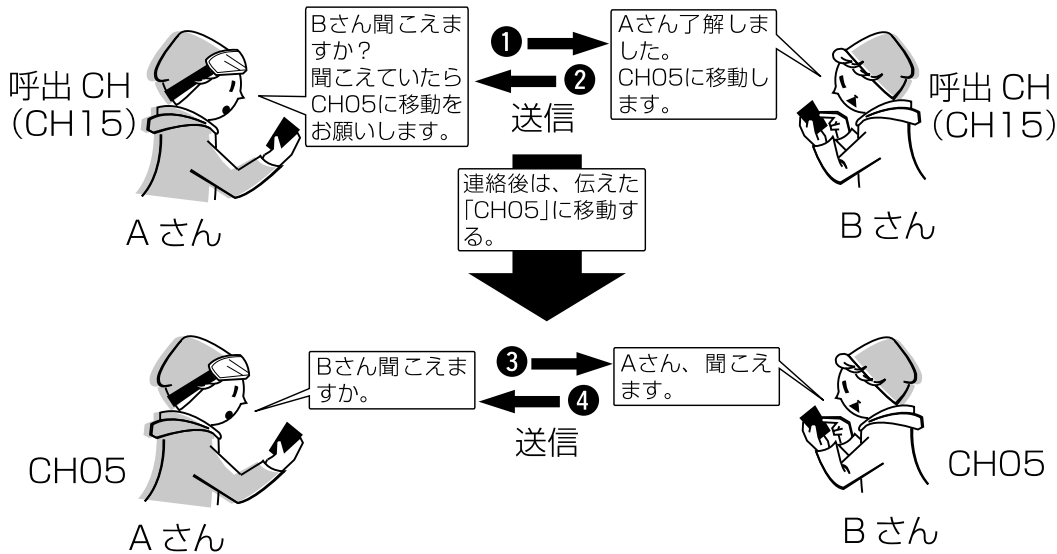 呼出 CH
(CH15)
Bさん聞こえま
すか？
聞こえていたら
CH05に移動を
お願いします。
❶
❷
送信
Aさん了解しま
した。
CH05に移動し
ます。
呼出 CH
(CH15)
A さん
連絡後は、伝えた
「CH05」に移動す
る。
B さん
Bさん聞こえま
すか。
❸
❹
送信
Aさん、聞こえ
ます。
CH05
A さん
CH05
B さん